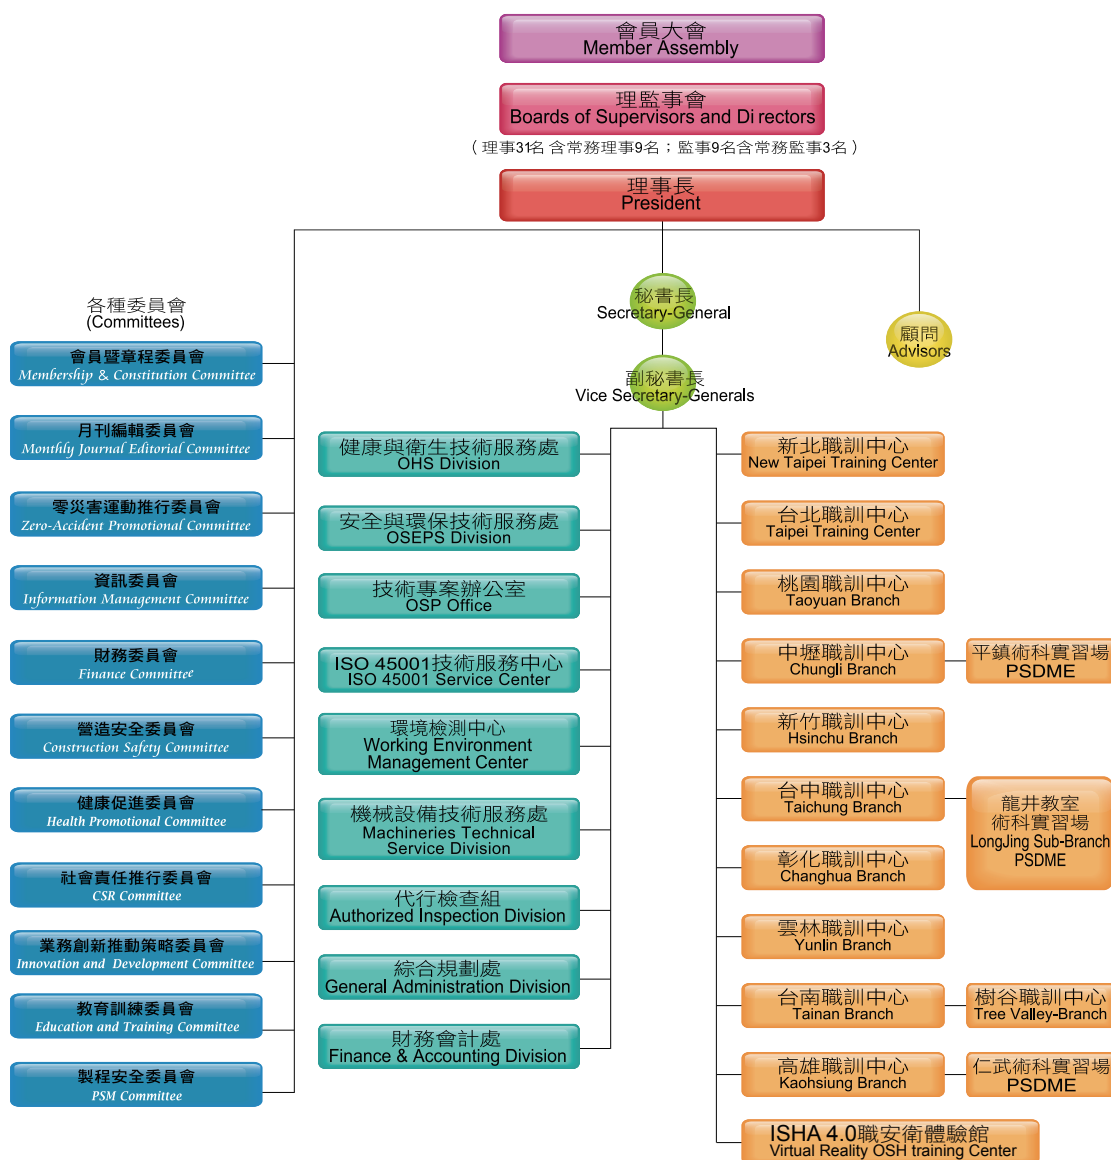 會員大會
Member Assembly
理監事會
Boards of Supervisors and Directors
（理事31名 含常務理事9名；監事9名含常務監事3名）
理事長
President
秘書長
Secretary-General
顧問
Advisors
副秘書長
Vice Secretary-Generals
各種委員會
(Committees)
會員暨章程委員會
Membership & Constitution Committee
月刊編輯委員會
Monthly Journal Editorial Committee
零災害運動推行委員會
Zero-Accident Promotional Committee
資訊委員會
Information Management Committee
財務委員會
Finance Committee
營造安全委員會
Construction Safety Committee
健康促進委員會
Health Promotional Committee
社會責任推行委員會
CSR Committee
業務創新推動策略委員會
Innovation and Development Committee
教育訓練委員會
Education and Training Committee
製程安全委員會
PSM Committee
健康與衛生技術服務處
OHS Division
安全與環保技術服務處
OSEPS Division
技術專案辦公室
OSP Office
ISO 45001技術服務中心
ISO 45001 Service Center
環境檢測中心
Working Environment
Management Center
機械設備技術服務處
Machineries Technical
Service Division
代行檢查組
Authorized Inspection Division
綜合規劃處
General Administration Division
財務會計處
Finance & Accounting Division
新北職訓中心
New Taipei Training Center
台北職訓中心
Taipei Training Center
桃園職訓中心
Taoyuan Branch
中壢職訓中心
Chungli Branch
平鎮術科實習場
PSDME
新竹職訓中心
Hsinchu Branch
台中職訓中心
Taichung Branch
龍井教室
術科實習場
LongJing Sub-Branch
PSDME
彰化職訓中心
Changhua Branch
雲林職訓中心
Yunlin Branch
台南職訓中心
Tainan Branch
樹谷職訓中心
Tree Valley-Branch
高雄職訓中心
Kaohsiung Branch
仁武術科實習場
PSDME
ISHA 4.0職安衛體驗館
Virtual Reality OSH training Center